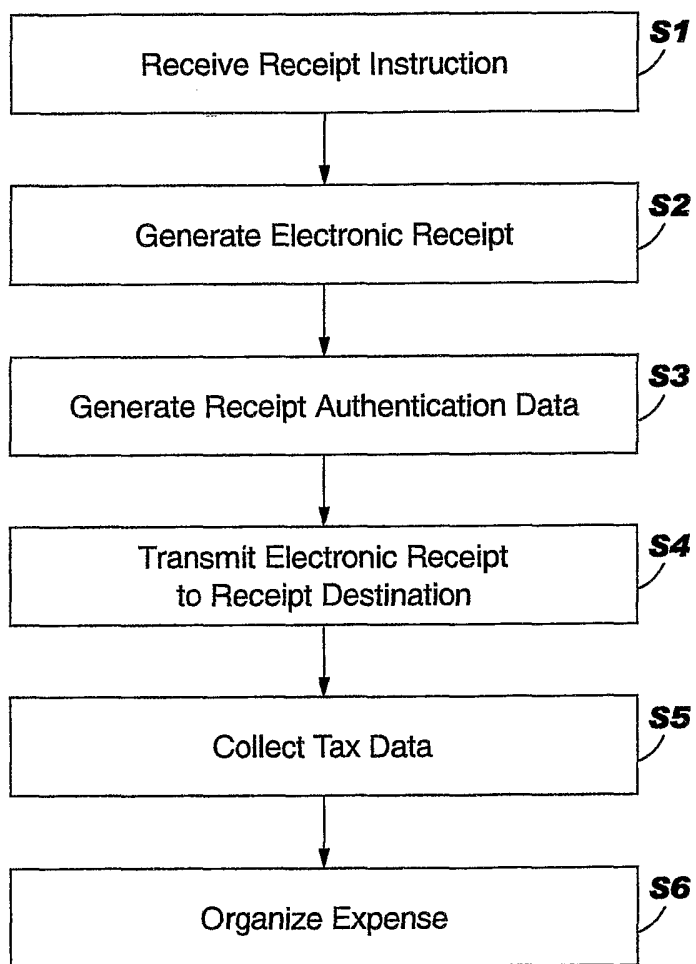 S1
Receive Receipt Instruction
S2
Generate Electronic Receipt
S3
Generate Receipt Authentication Data
S4
Transmit Electronic Receipt
to Receipt Destination
S5
Collect Tax Data
S6
Organize Expense